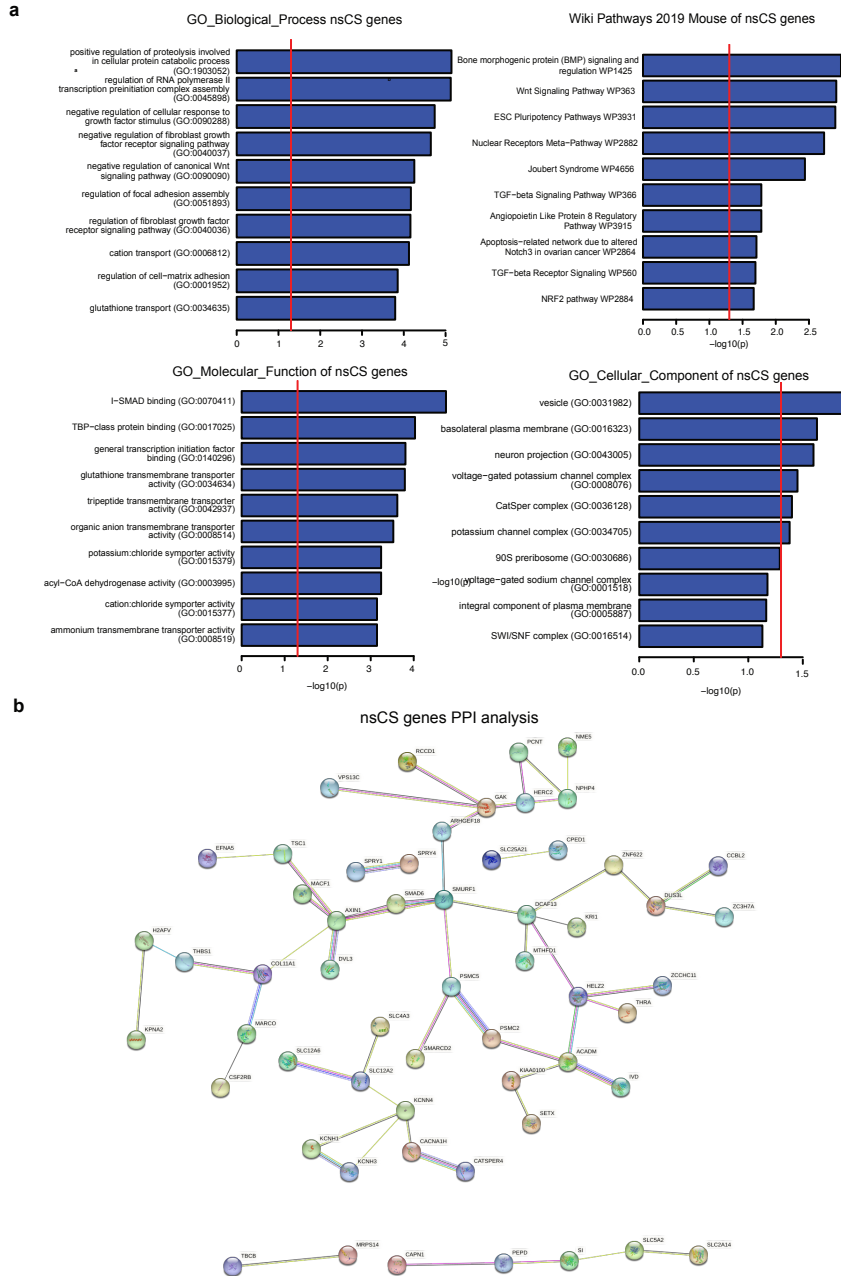 a
GO_Biological_Process nsCS genes
positive regulation of proteolysis involved
in cellular protein catabolic process
(GO:1903052)
regulation of RNA polymerase II
transcription preinitiation complex assembly
(GO:0045898)
negative regulation of cellular response to
growth factor stimulus (GO:0090288)
negative regulation of fibroblast growth
factor receptor signaling pathway
(GO:0040037)
negative regulation of canonical Wnt
signaling pathway (GO:0090090)
regulation of focal adhesion assembly
(GO:0051893)
regulation of fibroblast growth factor
receptor signaling pathway (GO:0040036)
cation transport (GO:0006812)
regulation of cell−matrix adhesion
(GO:0001952)
glutathione transport (GO:0034635)
0 1 2 3 4 5
Wiki Pathways 2019 Mouse of nsCS genes
Bone morphogenic protein (BMP) signaling and
regulation WP1425
Wnt Signaling Pathway WP363
ESC Pluripotency Pathways WP3931
Nuclear Receptors Meta−Pathway WP2882
Joubert Syndrome WP4656
TGF−beta Signaling Pathway WP366
Angiopoietin Like Protein 8 Regulatory
Pathway WP3915
Apoptosis−related network due to altered
Notch3 in ovarian cancer WP2864
TGF−beta Receptor Signaling WP560
NRF2 pathway WP2884
0.0 0.5 1.0 1.5 2.0 2.5
−log10(p)
GO_Molecular_Function of nsCS genes
I−SMAD binding (GO:0070411)
TBP−class protein binding (GO:0017025)
general transcription initiation factor
binding (GO:0140296)
glutathione transmembrane transporter
activity (GO:0034634)
tripeptide transmembrane transporter
activity (GO:0042937)
organic anion transmembrane transporter
activity (GO:0008514)
potassium:chloride symporter activity
(GO:0015379)
acyl−CoA dehydrogenase activity (GO:0003995)
cation:chloride symporter activity
(GO:0015377)
ammonium transmembrane transporter activity
(GO:0008519)
0 1 2 3 4
−log10(p)
GO_Cellular_Component of nsCS genes
vesicle (GO:0031982)
basolateral plasma membrane (GO:0016323)
neuron projection (GO:0043005)
voltage−gated potassium channel complex
(GO:0008076)
CatSper complex (GO:0036128)
potassium channel complex (GO:0034705)
90S preribosome (GO:0030686)
−log10(p)
voltage−gated sodium channel complex
(GO:0001518)
integral component of plasma membrane
(GO:0005887)
SWI/SNF complex (GO:0016514)
0.0 0.5 1.0 1.5
−log10(p)
b
nsCS genes PPI analysis
NME5
PCNT
RCCD1
VPS13C
GAK
HERC2
NPHP4
ARHGEF18
CPED1
EFNA5
TSC1
SPRY1
SPRY4
SLC25A21
ZNF622
CCBL2
MACF1
SMAD6
SMURF1
DUS3L
AXIN1
DCAF13
KRI1
ZC3H7A
H2AFV
THBS1
COL11A1
DVL3
MTHFD1
PSMC5
HELZ2
ZCCHC11
THRA
KPNA2
MARCO
SLC4A3
SMARCD2
PSMC2
CSF2RB
SLC12A6
SLC12A2
KIAA0100
ACADM
IVD
KCNN4
SETX
KCNH1
KCNH3
CACNA1H
CATSPER4
TBCB
MRPS14
CAPN1
PEPD
SI
SLC5A2
SLC2A14